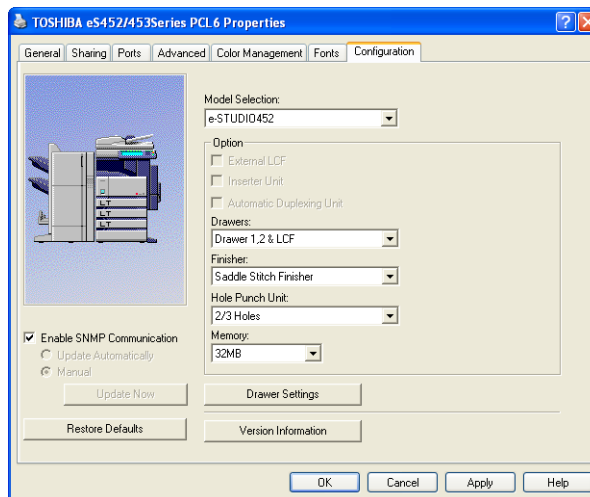 TOSHIBA eS452/453Series PCL6 Properties
General Sharing Ports Advanced Color Management Fonts Configuration
Model Selection:
e-STUDIO452
Option
External LCF
Inserter Unit
Automatic Duplexing Unit
Drawers:
Drawer 1,2 & LCF
Finisher:
Saddle Stitch Finisher
Hole Punch Unit:
2/3 Holes
Memory:
32MB
LT
LT
LT
Enable SNMP Communication
Update Automatically
Manual
Update Now
Restore Defaults
Drawer Settings
Version Information
OK Cancel Apply Help